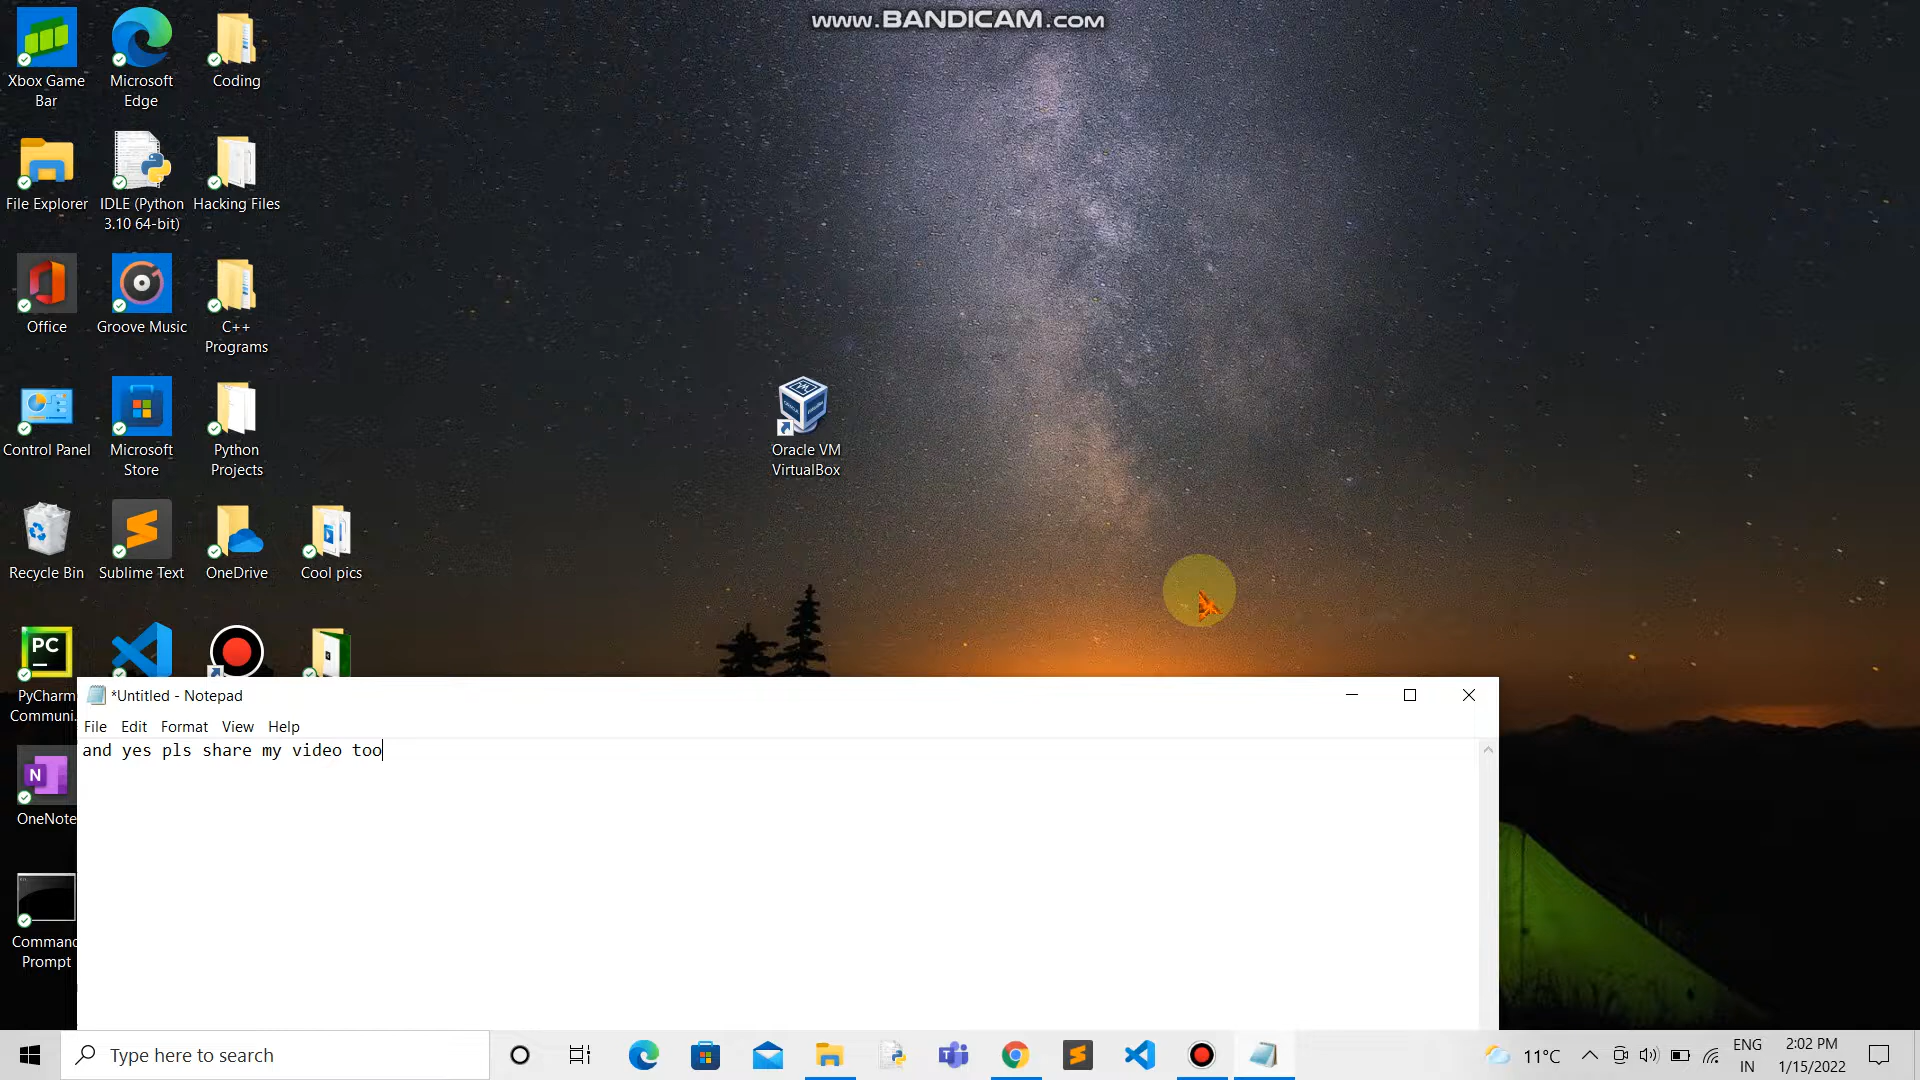 www.BANDICAM.com
Xbox Game
Bar
Microsoft
Edge
Coding
File Explorer
IDLE (Python
3.10 64-bit)
Hacking Files
Office
Groove Music
C++
Programs
Control Panel
Microsoft
Store
Python
Projects
Oracle VM
VirtualBox
Recycle Bin
Sublime Text
OneDrive
Cool pics
PC
PyCharm
Communi...
*Untitled - Notepad
File Edit Format View Help
and yes pls share my video too
N
OneNote
Command
Prompt
Type here to search
11°C
ENG
IN
2:02 PM
1/15/2022